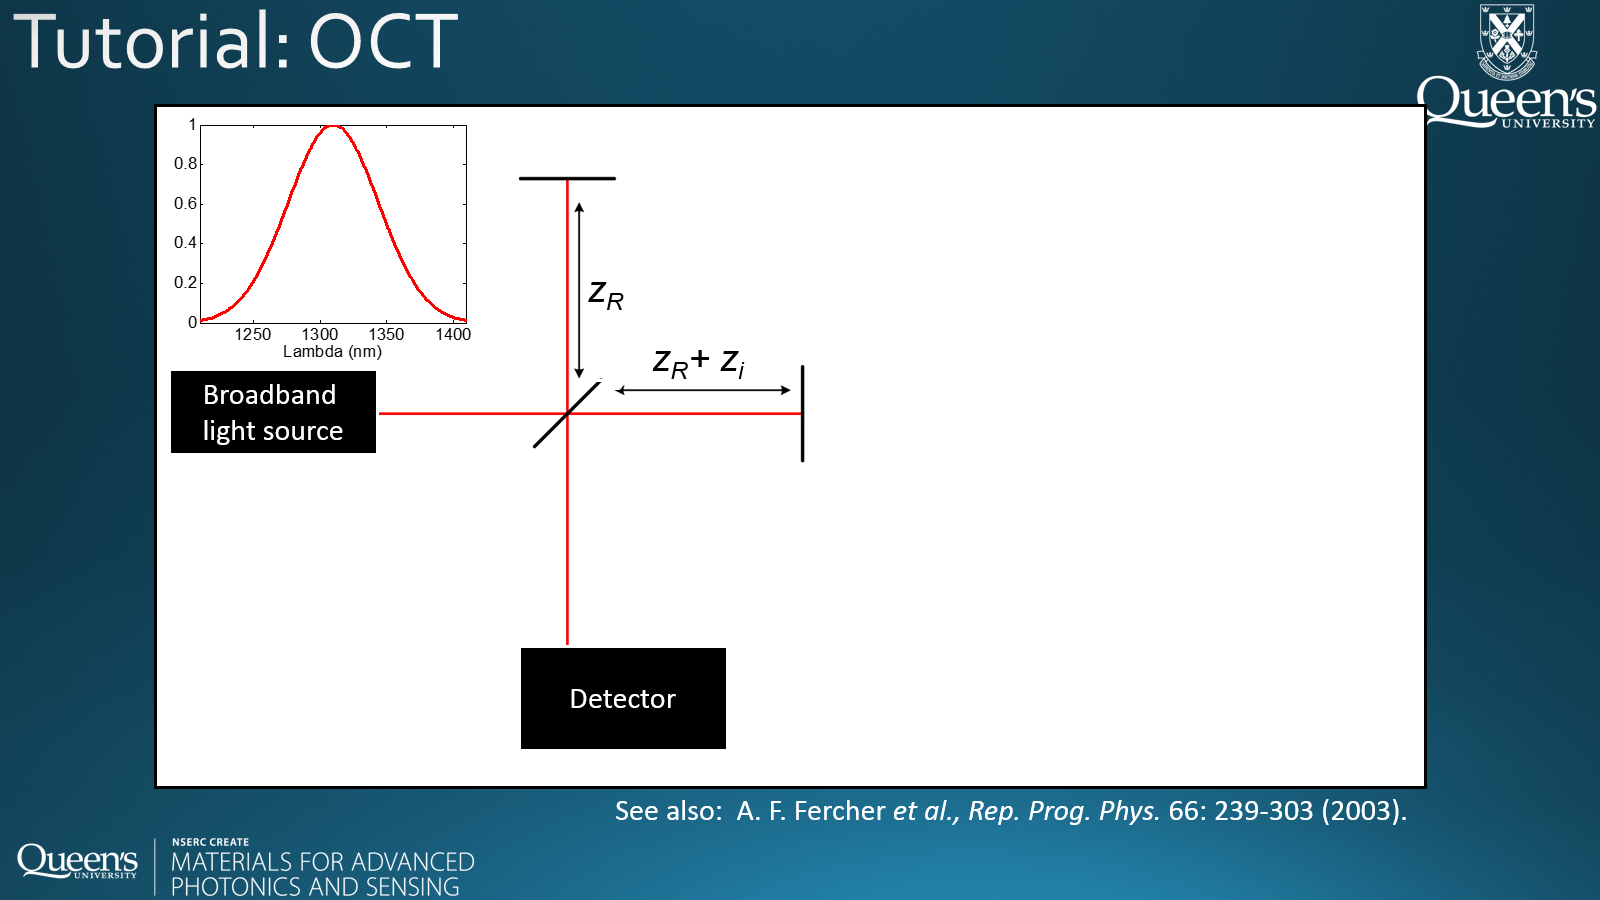 Tutorial: OCT
Queen's
UNIVERSITY
1
0.8
0.6
0.4
0.2
0
1250 1300 1350 1400
Lambda (nm)
zR
zR+ zi
Broadband
light source
Detector
See also:  A. F. Fercher et al., Rep. Prog. Phys. 66: 239-303 (2003).
Queen's
UNIVERSITY
NSERC CREATE
MATERIALS FOR ADVANCED
PHOTONICS AND SENSING